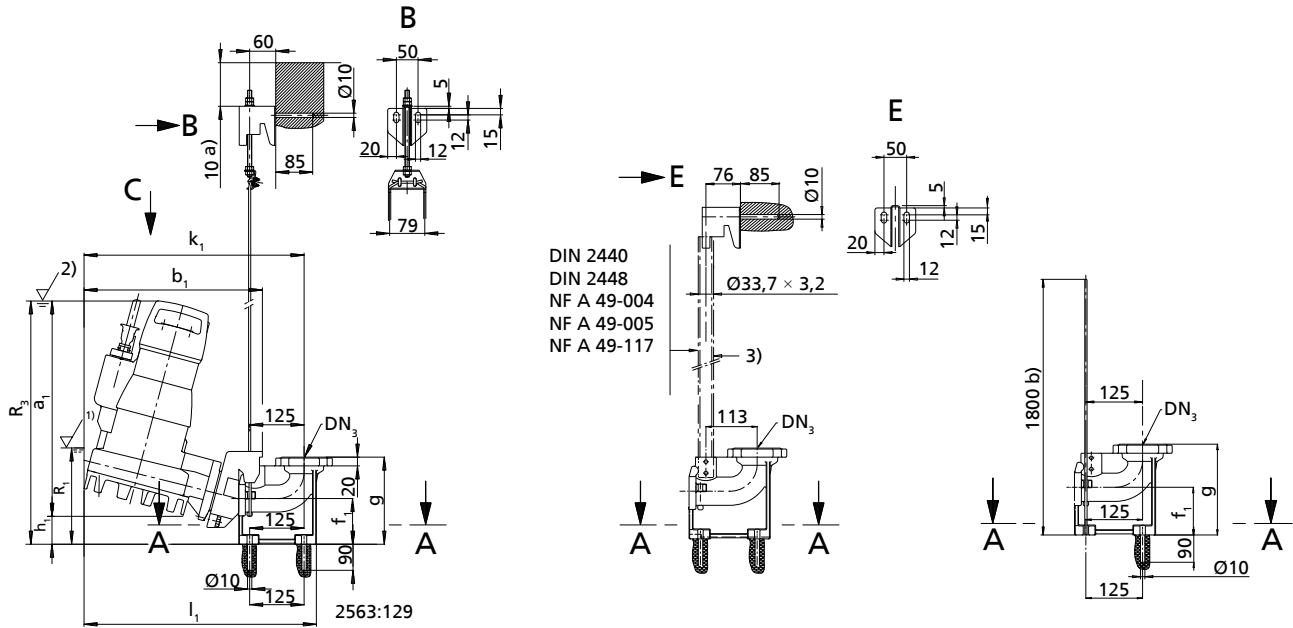 B
60
10 a)
Ø10
B
85
C
50
5
12
15
20
12
79
k₁
b₁
2)
R₃
a₁
1)
R₁
h₁
125
DN₃
20
g
f₁
A
A
125
90
Ø10
125
l₁
2563:129
E
76
85
Ø10
DIN 2440
DIN 2448
NF A 49-004
NF A 49-005
NF A 49-117
Ø33,7 × 3,2
3)
113
DN₃
A
A
E
50
5
15
12
20
12
1800 b)
125
DN₃
g
f₁
125
A
A
90
Ø10
125